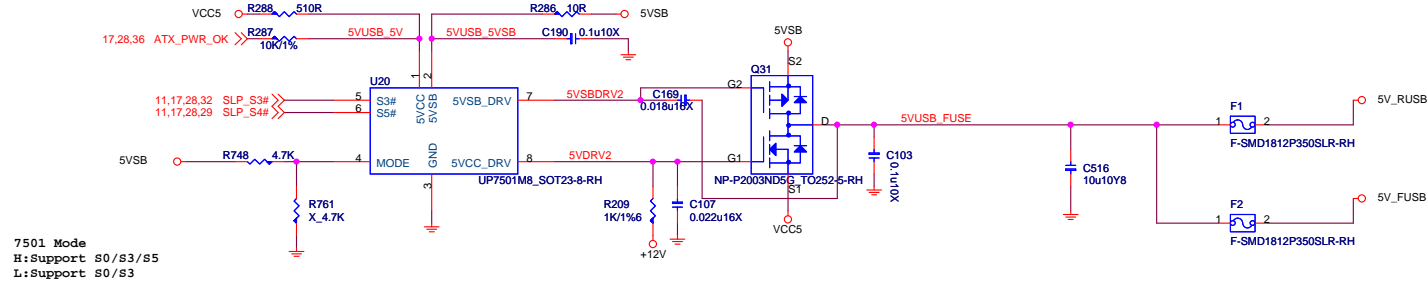 VCC5 R288 510R R286 10R 5VSB
17,28,36 ATX_PWR_OK R287 10K/1% 5VUSB_5V 5VUSB_5VSB C190 0.1u10X
5VSB
S2
Q31
U20
1 2
5VCC 5VSB
G2
11,17,28,32 SLP_S3# 5 S3# 5VSB_DRV 7 5VSBDRV2 C169 0.018u16X
11,17,28,29 SLP_S4# 6 S5#
D 5VUSB_FUSE
F1
1 2 5V_RUSB
F-SMD1812P350SLR-RH
5VSB R748 4.7K 4 MODE GND 5VCC_DRV 8 5VDRV2 G1
C103 0.1u10X
C516
10u10Y8
3 UP7501M8_SOT23-8-RH
NP-P2003ND5G_TO252-5-RH
S1
VCC5
R761
X_4.7K
R209
1K/1%6
+12V
C107
0.022u16X
F2
1 2 5V_FUSB
F-SMD1812P350SLR-RH
7501 Mode
H:Support S0/S3/S5
L:Support S0/S3